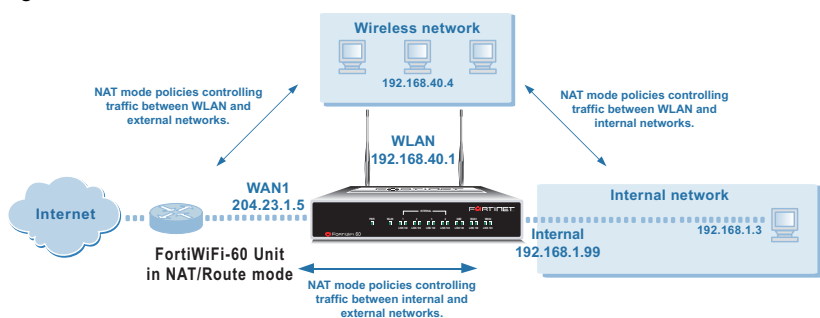 Wireless network
192.168.40.4
NAT mode policies controlling
traffic between WLAN and
external networks.
NAT mode policies controlling
traffic between WLAN and
internal networks.
WLAN
192.168.40.1
WAN1
204.23.1.5
Internet
FORTINET
INTERNAL
FortiWiFi 60
Internal network
192.168.1.3
Internal
192.168.1.99
FortiWiFi-60 Unit
in NAT/Route mode
NAT mode policies controlling
traffic between internal and
external networks.